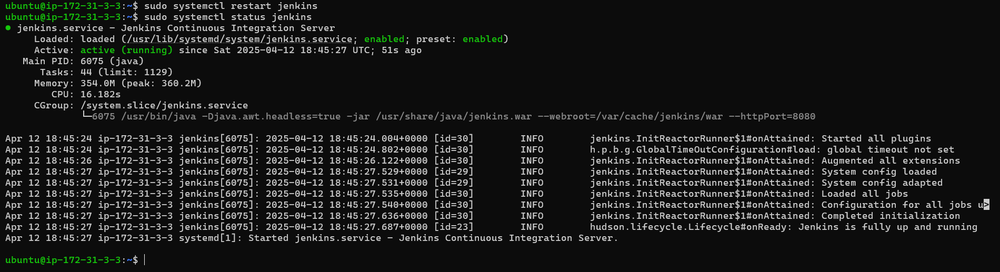 ubuntu@ip-172-31-3-3:~$ sudo systemctl restart jenkins
ubuntu@ip-172-31-3-3:~$ sudo systemctl status jenkins
● jenkins.service - Jenkins Continuous Integration Server
     Loaded: loaded (/usr/lib/systemd/system/jenkins.service; enabled; preset: enabled)
     Active: active (running) since Sat 2025-04-12 18:45:27 UTC; 51s ago
   Main PID: 6075 (java)
      Tasks: 44 (limit: 1129)
     Memory: 354.0M (peak: 360.2M)
        CPU: 16.182s
     CGroup: /system.slice/jenkins.service
             └─6075 /usr/bin/java -Djava.awt.headless=true -jar /usr/share/java/jenkins.war --webroot=/var/cache/jenkins/war --httpPort=8080

Apr 12 18:45:24 ip-172-31-3-3 jenkins[6075]: 2025-04-12 18:45:24.004+0000 [id=30]        INFO        jenkins.InitReactorRunner$1#onAttained: Started all plugins
Apr 12 18:45:24 ip-172-31-3-3 jenkins[6075]: 2025-04-12 18:45:24.802+0000 [id=30]        INFO        h.p.b.g.GlobalTimeOutConfiguration#load: global timeout not set
Apr 12 18:45:26 ip-172-31-3-3 jenkins[6075]: 2025-04-12 18:45:26.122+0000 [id=30]        INFO        jenkins.InitReactorRunner$1#onAttained: Augmented all extensions
Apr 12 18:45:27 ip-172-31-3-3 jenkins[6075]: 2025-04-12 18:45:27.529+0000 [id=29]        INFO        jenkins.InitReactorRunner$1#onAttained: System config loaded
Apr 12 18:45:27 ip-172-31-3-3 jenkins[6075]: 2025-04-12 18:45:27.531+0000 [id=29]        INFO        jenkins.InitReactorRunner$1#onAttained: System config adapted
Apr 12 18:45:27 ip-172-31-3-3 jenkins[6075]: 2025-04-12 18:45:27.535+0000 [id=30]        INFO        jenkins.InitReactorRunner$1#onAttained: Loaded all jobs
Apr 12 18:45:27 ip-172-31-3-3 jenkins[6075]: 2025-04-12 18:45:27.540+0000 [id=30]        INFO        jenkins.InitReactorRunner$1#onAttained: Configuration for all jobs u>
Apr 12 18:45:27 ip-172-31-3-3 jenkins[6075]: 2025-04-12 18:45:27.636+0000 [id=30]        INFO        jenkins.InitReactorRunner$1#onAttained: Completed initialization
Apr 12 18:45:27 ip-172-31-3-3 jenkins[6075]: 2025-04-12 18:45:27.687+0000 [id=23]        INFO        hudson.lifecycle.Lifecycle#onReady: Jenkins is fully up and running
Apr 12 18:45:27 ip-172-31-3-3 systemd[1]: Started jenkins.service - Jenkins Continuous Integration Server.

ubuntu@ip-172-31-3-3:~$